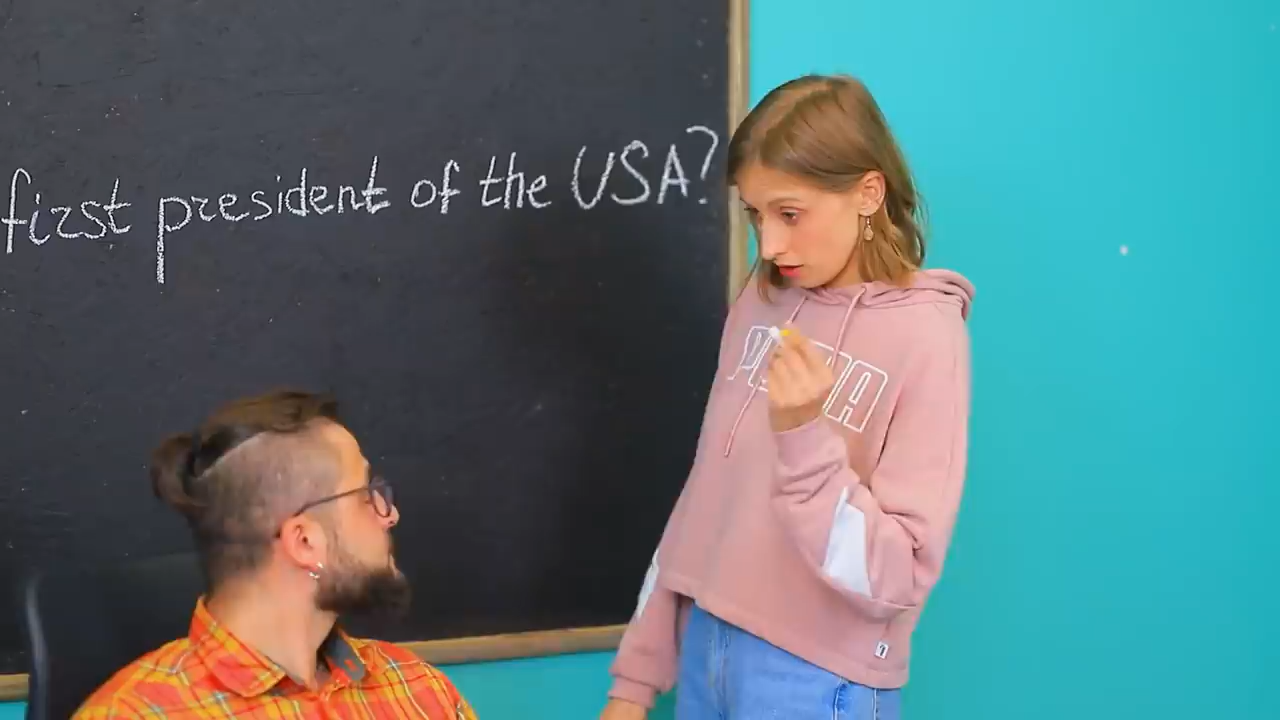 first president of the USA?
PUMA